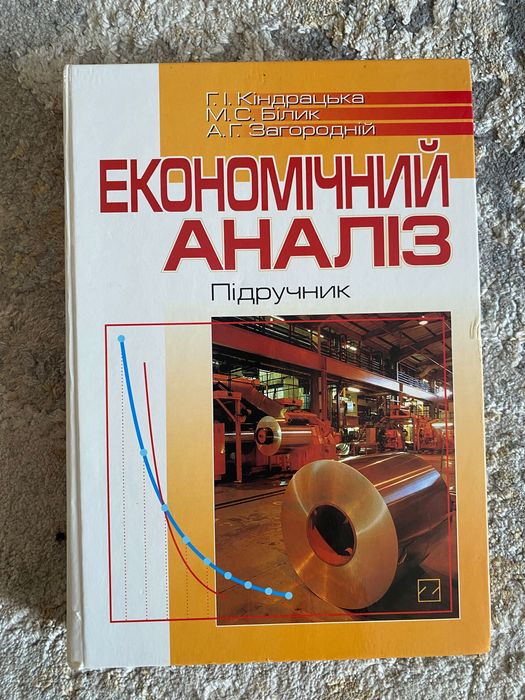 Г.І. Кіндрацька
М.С. Білик
А.Г. Загородній
ЕКОНОМІЧНИЙ
АНАЛІЗ
Підручник